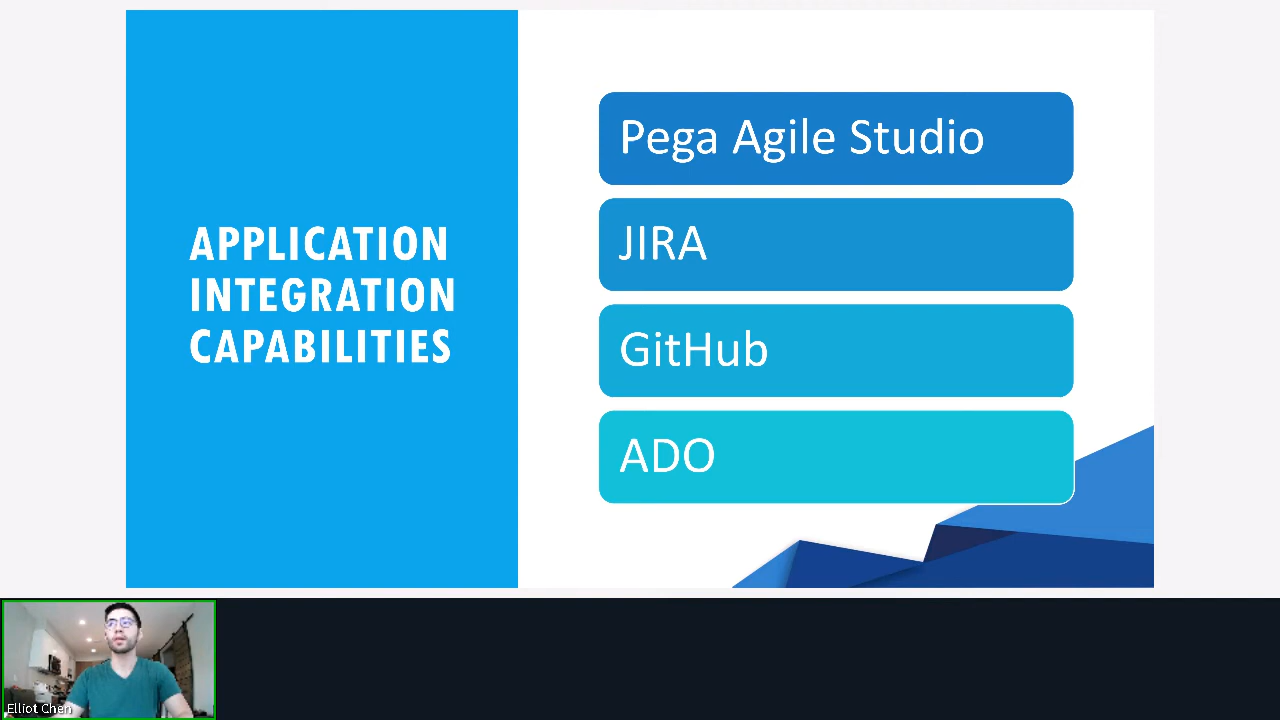 APPLICATION
INTEGRATION
CAPABILITIES
Pega Agile Studio
JIRA
GitHub
ADO
Elliot Chen